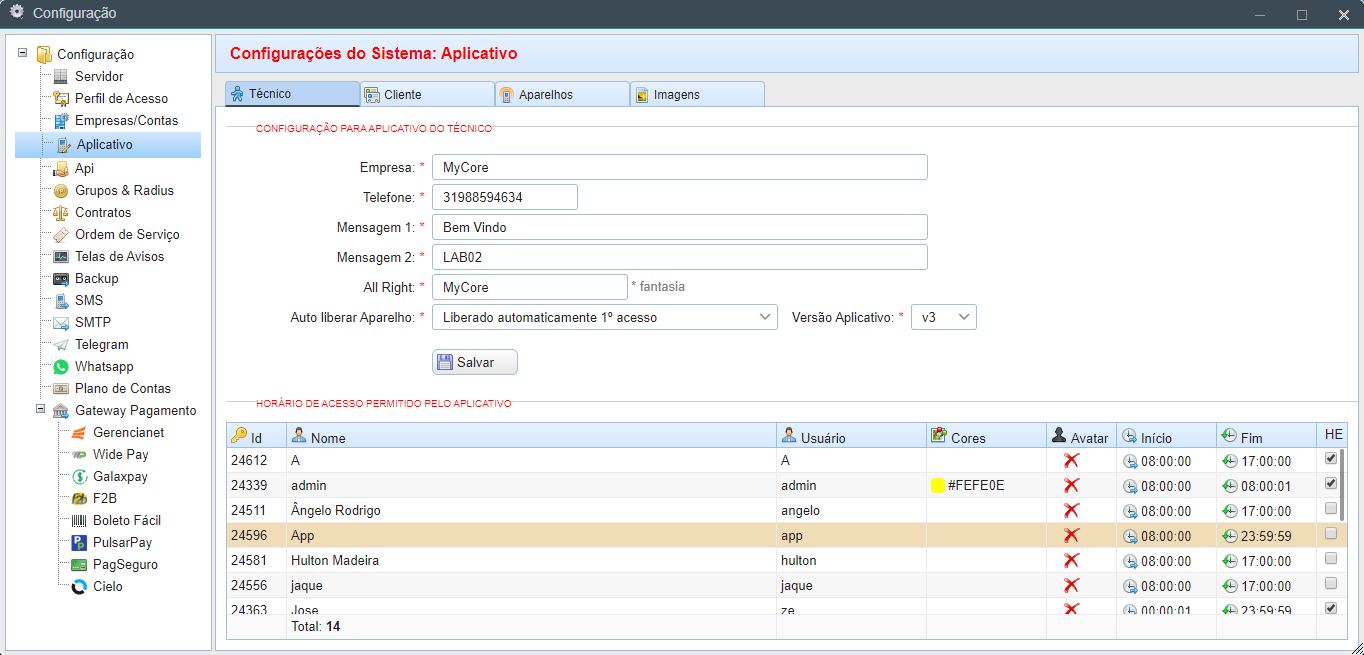 Configuração
Configuração
Servidor
Perfil de Acesso
Empresas/Contas
Aplicativo
Api
Grupos & Radius
Contratos
Ordem de Serviço
Telas de Avisos
Backup
SMS
SMTP
Telegram
Whatsapp
Plano de Contas
Gateway Pagamento
Gerencianet
Wide Pay
Galaxpay
F2B
Boleto Fácil
PulsarPay
PagSeguro
Cielo
Configurações do Sistema: Aplicativo
Técnico Cliente Aparelhos Imagens
CONFIGURAÇÃO PARA APLICATIVO DO TÉCNICO
Empresa: * MyCore
Telefone: * 31988594634
Mensagem 1: * Bem Vindo
Mensagem 2: * LAB02
All Right: * MyCore * fantasia
Auto liberar Aparelho: * Liberado automaticamente 1º acesso Versão Aplicativo: * v3
Salvar
HORÁRIO DE ACESSO PERMITIDO PELO APLICATIVO
Id Nome Usuário Cores Avatar Início Fim HE
24612 A A 08:00:00 17:00:00
24339 admin admin #FEFE0E 08:00:00 08:00:01
24511 Ângelo Rodrigo angelo 08:00:00 17:00:00
24596 App app 08:00:00 23:59:59
24581 Hulton Madeira hulton 08:00:00 17:00:00
24556 jaque jaque 08:00:00 17:00:00
24363 Jose ze 00:00:01 23:59:59
Total: 14